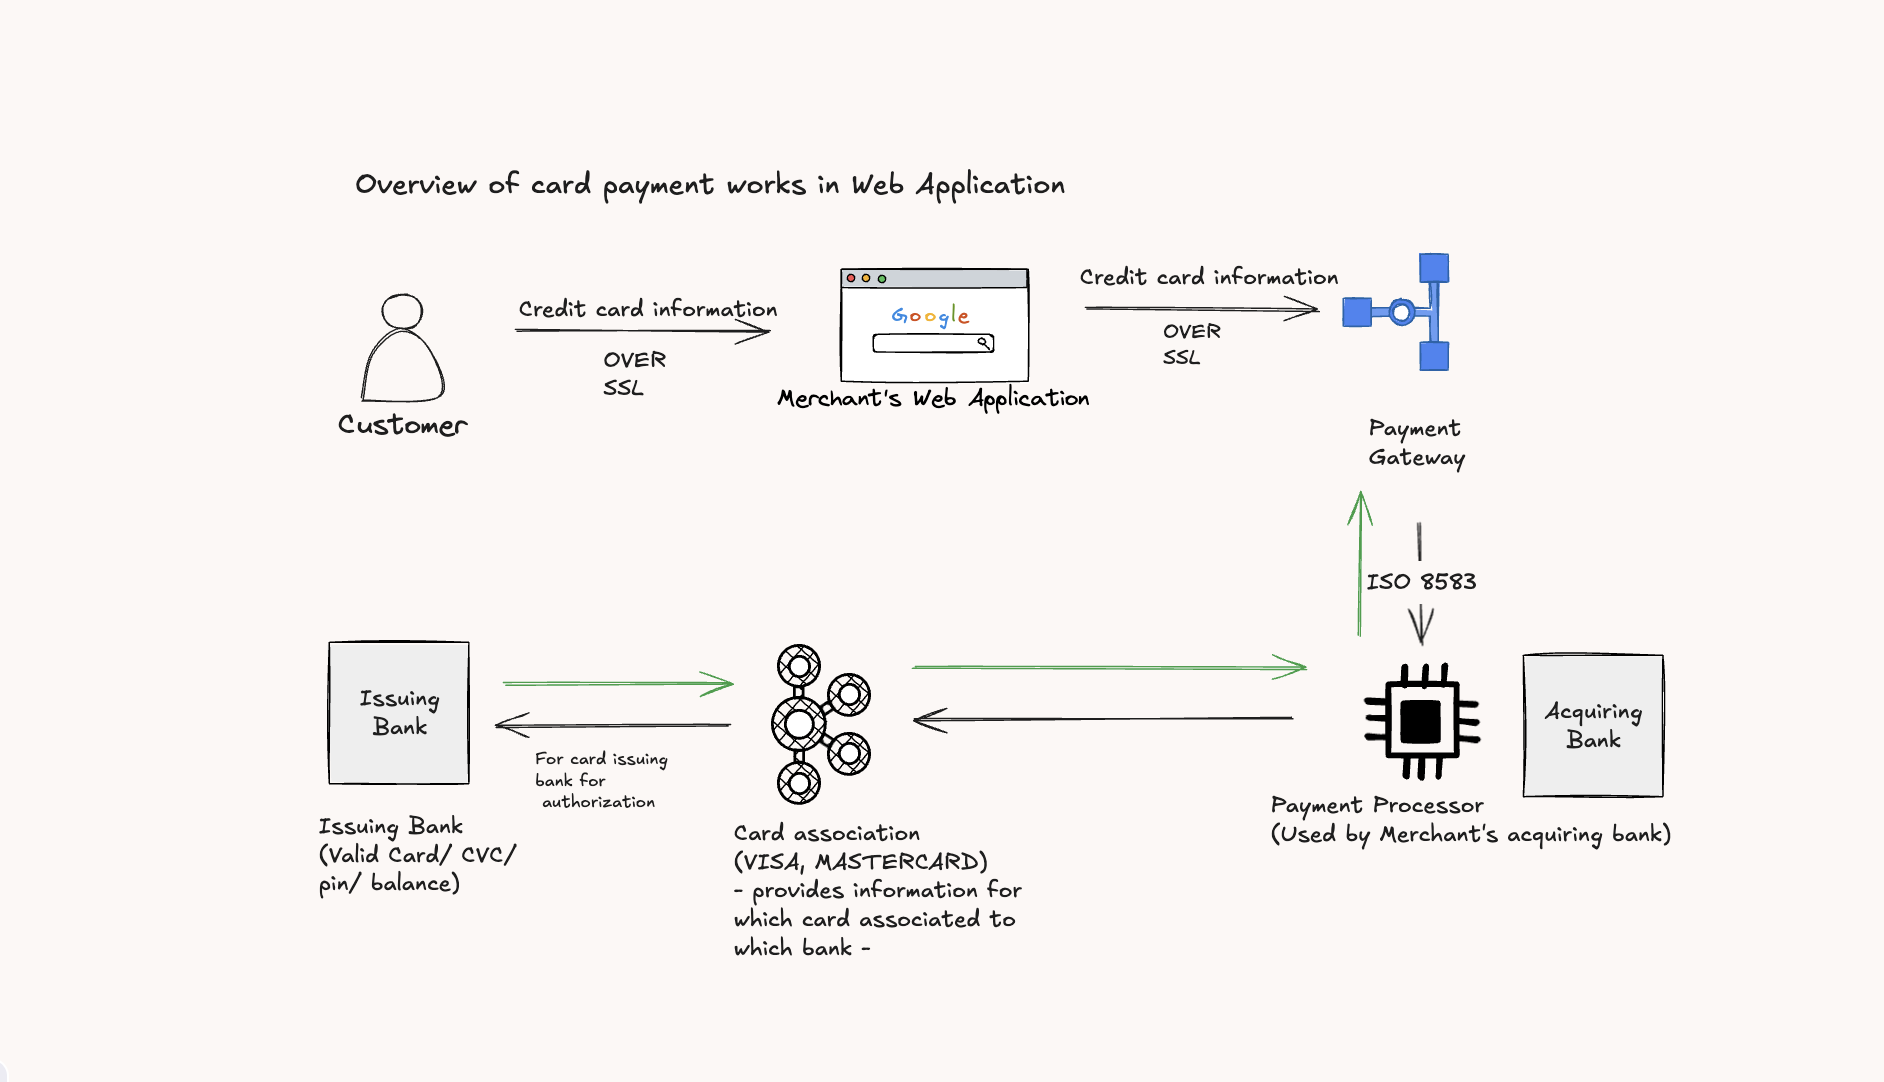 Overview of card payment works in Web Application
Credit card information
OVER
SSL
Customer
Google
Merchant's Web Application
Credit card information
OVER
SSL
Payment
Gateway
ISO 8583
Issuing
Bank
Issuing Bank
(Valid Card/ CVC/
pin/ balance)
For card issuing
bank for
authorization
Card association
(VISA, MASTERCARD)
- provides information for
which card associated to
which bank -
Payment Processor
(Used by Merchant's acquiring bank)
Acquiring
Bank